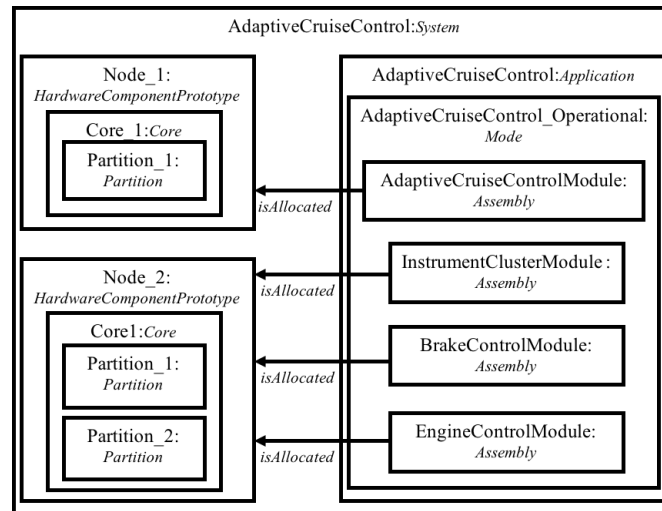 AdaptiveCruiseControl:System
Node_1:
HardwareComponentPrototype
Core_1:Core
Partition_1:
Partition
Node_2:
HardwareComponentPrototype
Core1:Core
Partition_1:
Partition
Partition_2:
Partition
isAllocated
isAllocated
isAllocated
isAllocated
AdaptiveCruiseControl:Application
AdaptiveCruiseControl_Operational:
Mode
AdaptiveCruiseControlModule:
Assembly
InstrumentClusterModule :
Assembly
BrakeControlModule:
Assembly
EngineControlModule:
Assembly